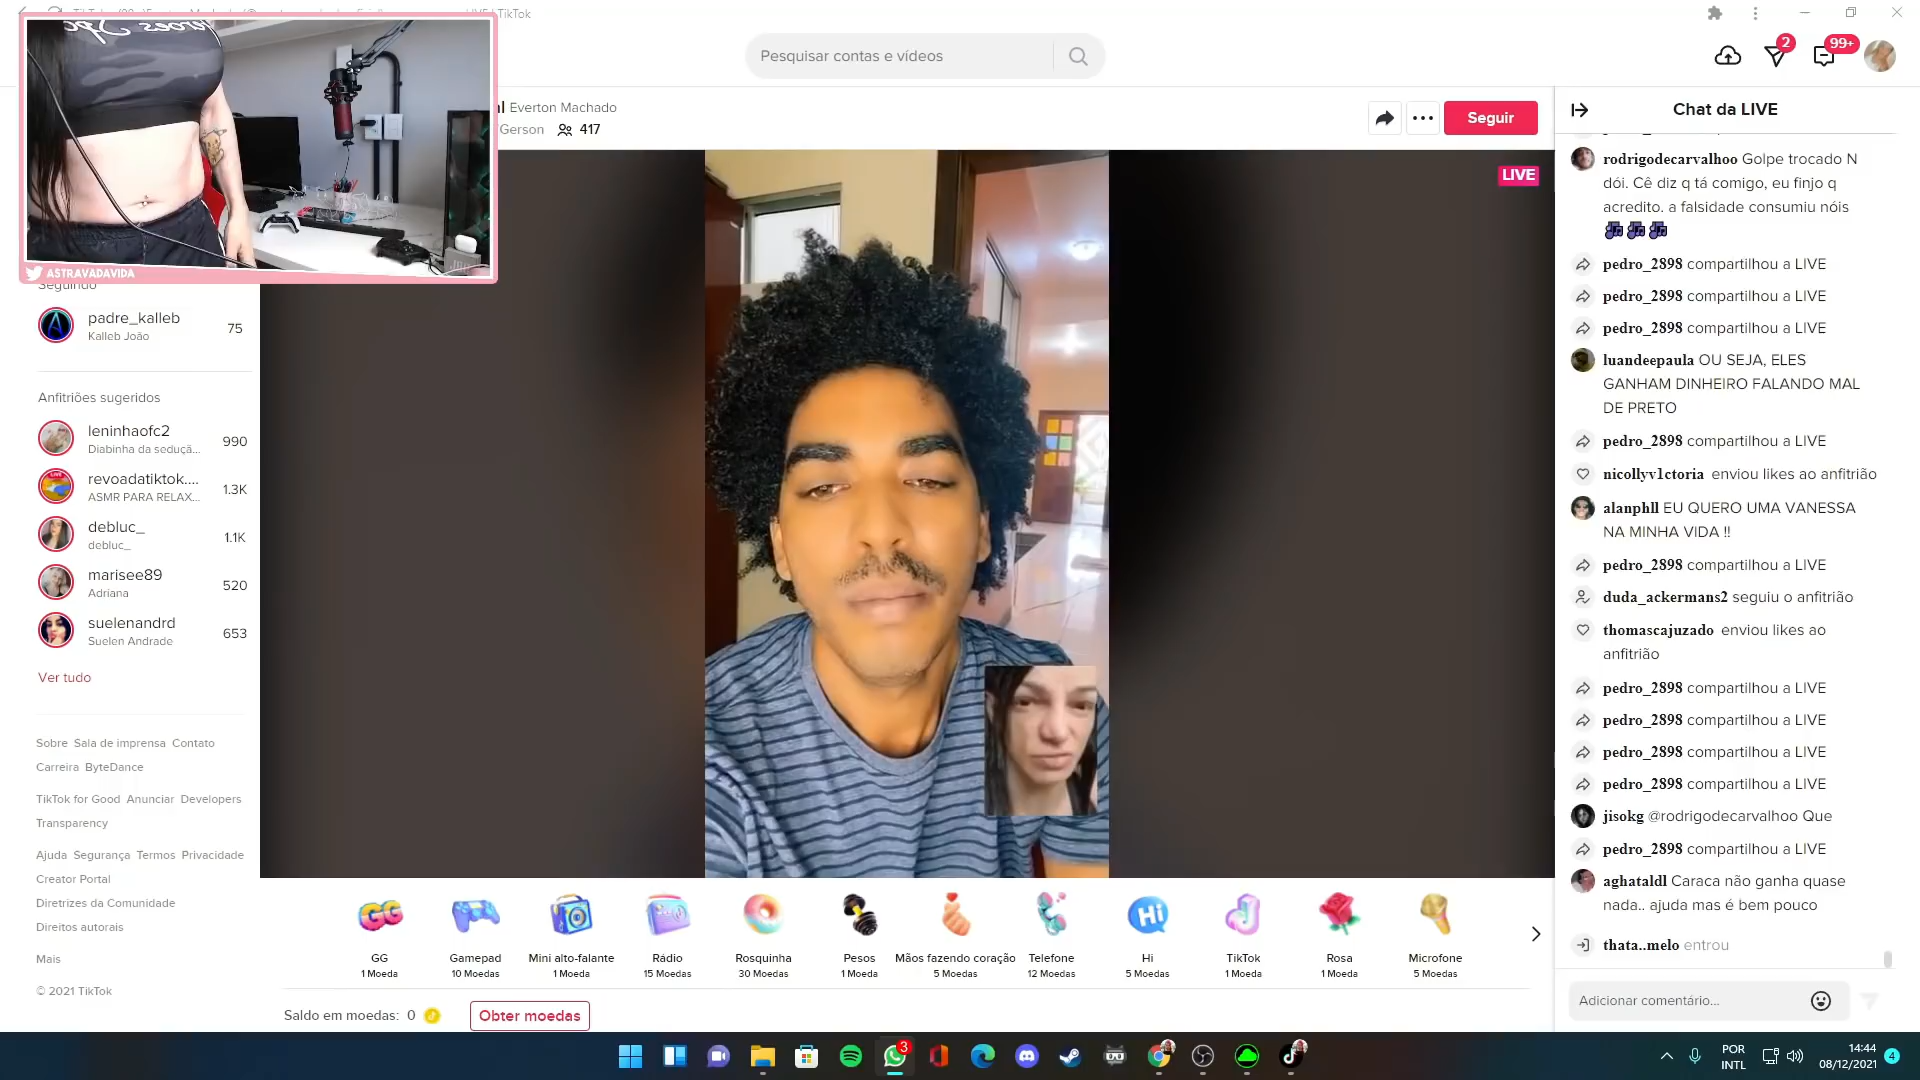 LIVE | TikTok
Pesquisar contas e vídeos
2
99+
ASTRAVADAVIDA
Everton Machado
Gerson 417
Seguir
Chat da LIVE
LIVE
Seguindo
padre_kalleb
Kalleb João
75
Anfitriões sugeridos
leninhaofc2
Diabinha da seduçã...
990
revoadatiktok....
ASMR PARA RELAX...
1.3K
debluc_
debluc_
1.1K
marisee89
Adriana
520
suelenandrd
Suelen Andrade
653
Ver tudo
Sobre Sala de imprensa Contato
Carreira ByteDance
TikTok for Good Anunciar Developers
Transparency
Ajuda Segurança Termos Privacidade
Creator Portal
Diretrizes da Comunidade
Direitos autorais
Mais
© 2021 TikTok
rodrigodecarvalhoo Golpe trocado N
dói. Cê diz q tá comigo, eu finjo q
acredito. a falsidade consumiu nóis
pedro_2898 compartilhou a LIVE
pedro_2898 compartilhou a LIVE
pedro_2898 compartilhou a LIVE
luandeepaula OU SEJA, ELES
GANHAM DINHEIRO FALANDO MAL
DE PRETO
pedro_2898 compartilhou a LIVE
nicollyv1ctoria enviou likes ao anfitrião
alanphll EU QUERO UMA VANESSA
NA MINHA VIDA !!
pedro_2898 compartilhou a LIVE
duda_ackermans2 seguiu o anfitrião
thomascajuzado enviou likes ao
anfitrião
pedro_2898 compartilhou a LIVE
pedro_2898 compartilhou a LIVE
pedro_2898 compartilhou a LIVE
pedro_2898 compartilhou a LIVE
jisokg @rodrigodecarvalhoo Que
pedro_2898 compartilhou a LIVE
aghataldl Caraca não ganha quase
nada.. ajuda mas é bem pouco
thata..melo entrou
Adicionar comentário...
GG
1 Moeda
Gamepad
10 Moedas
Mini alto-falante
1 Moeda
Rádio
15 Moedas
Rosquinha
30 Moedas
Pesos
1 Moeda
Mãos fazendo coração
5 Moedas
Telefone
12 Moedas
Hi
Hi
5 Moedas
TikTok
1 Moeda
Rosa
1 Moeda
Microfone
5 Moedas
Saldo em moedas: 0
Obter moedas
3
POR
INTL
14:44
08/12/2021
4